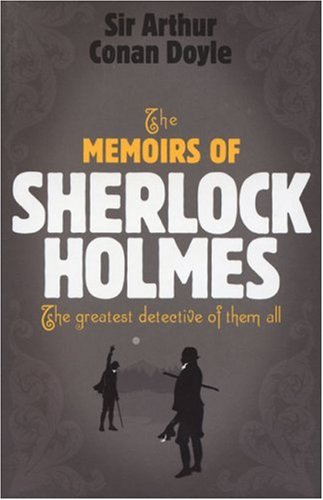 Sir Arthur
Conan Doyle
The
MEMOIRS OF
SHERLOCK
HOLMES
The greatest detective of them all